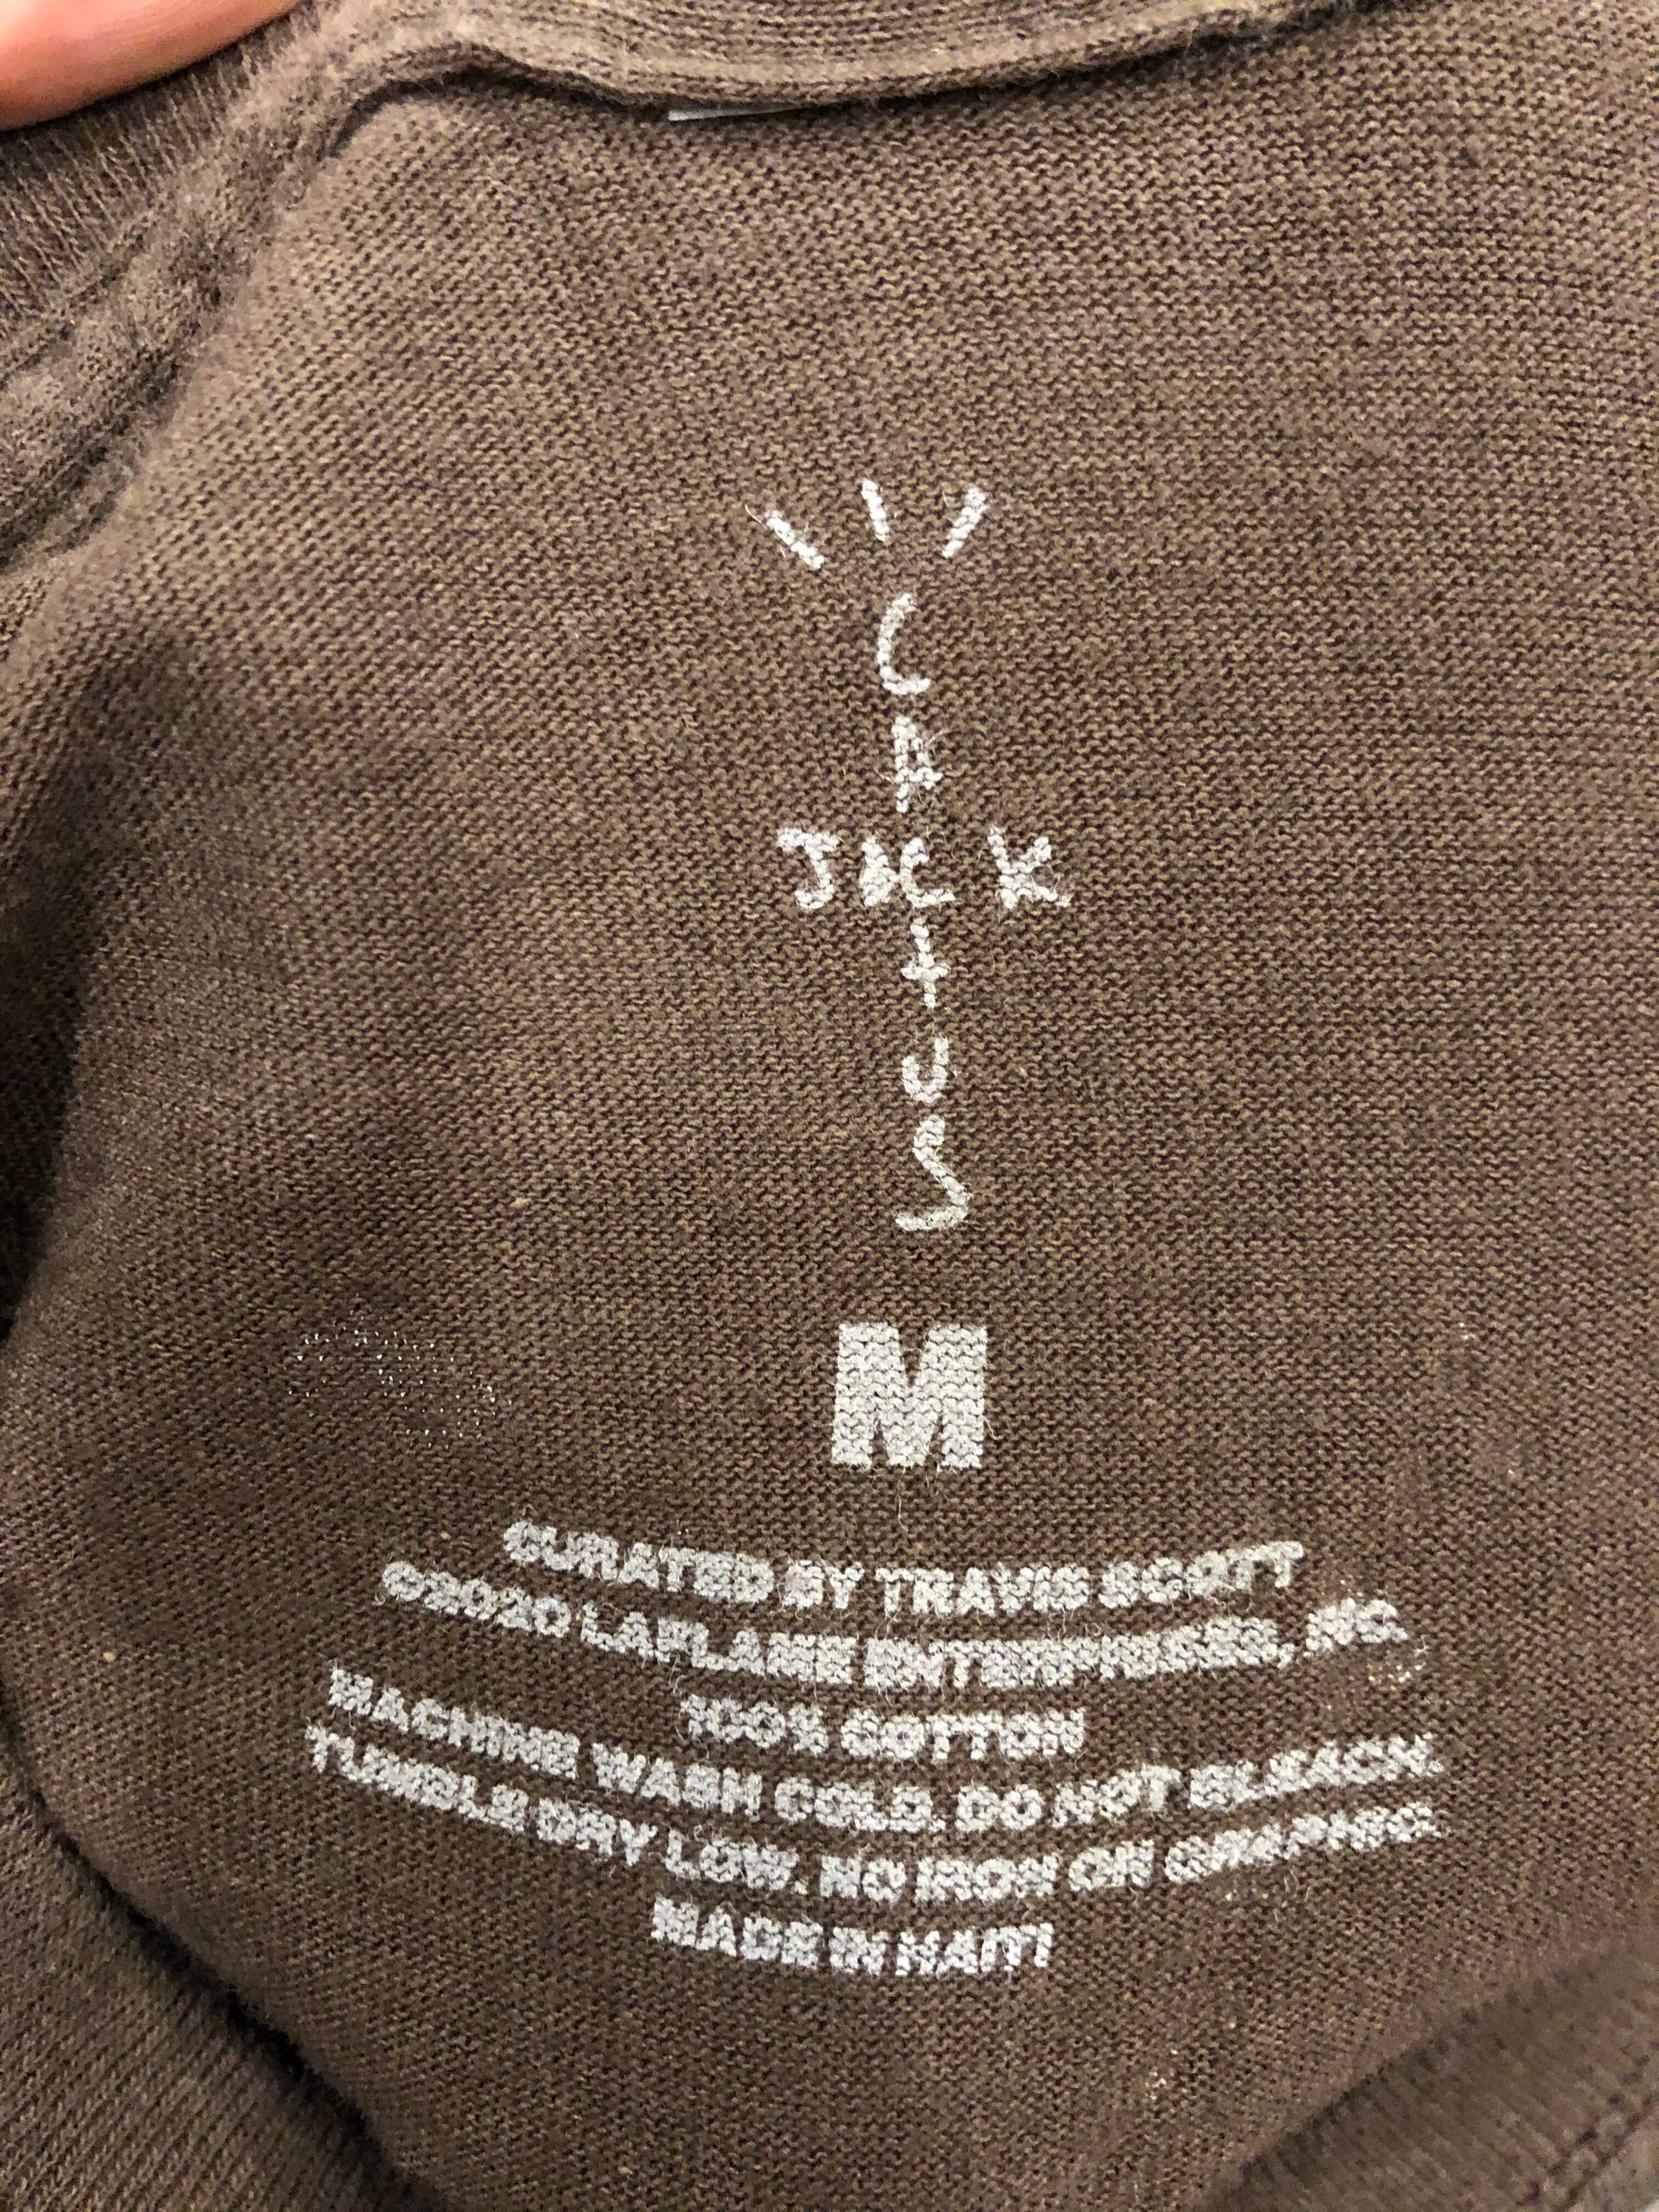 C
A
JACK
T
U
S
M
CURATED BY TRAVIS SCOTT
©2020 LAFLAME ENTERPRISES, INC.
100% COTTON
MACHINE WASH COLD. DO NOT BLEACH.
TUMBLE DRY LOW. NO IRON ON GRAPHIC.
MADE IN HAITI